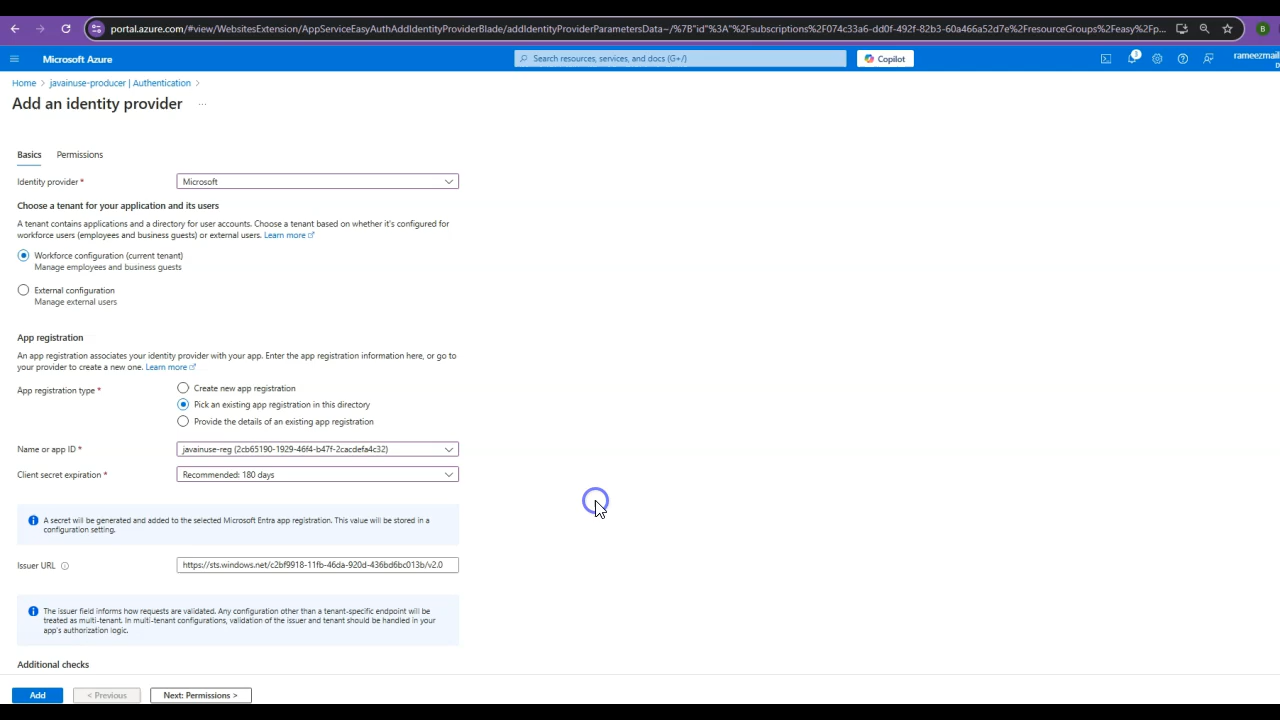 portal.azure.com/#view/WebsitesExtension/AppServiceEasyAuthAddIdentityProviderBlade/addIdentityProviderParametersData~/%7B"id"%3A"%2Fsubscriptions%2F074c33a6-dd0f-492f-82b3-60a466a52d7e%2FresourceGroups%2Feasy%2Fp...
B
Microsoft Azure
Search resources, services, and docs (G+/)
Copilot
rameezmail
Home > javainuse-producer | Authentication >
Add an identity provider ...
Basics Permissions
Identity provider *
Microsoft
Choose a tenant for your application and its users
A tenant contains applications and a directory for user accounts. Choose a tenant based on whether it's configured for
workforce users (employees and business guests) or external users. Learn more
Workforce configuration (current tenant)
Manage employees and business guests
External configuration
Manage external users
App registration
An app registration associates your identity provider with your app. Enter the app registration information here, or go to
your provider to create a new one. Learn more
App registration type *
Create new app registration
Pick an existing app registration in this directory
Provide the details of an existing app registration
Name or app ID *
javainuse-reg (2cb65190-1929-46f4-b47f-2cacdefa4c32)
Client secret expiration *
Recommended: 180 days
A secret will be generated and added to the selected Microsoft Entra app registration. This value will be stored in a
configuration setting.
Issuer URL
https://sts.windows.net/c2bf9918-11fb-46da-920d-436bd6bc013b/v2.0
The issuer field informs how requests are validated. Any configuration other than a tenant-specific endpoint will be
treated as multi-tenant. In multi-tenant configurations, validation of the issuer and tenant should be handled in your
app's authorization logic.
Additional checks
Add
< Previous
Next: Permissions >